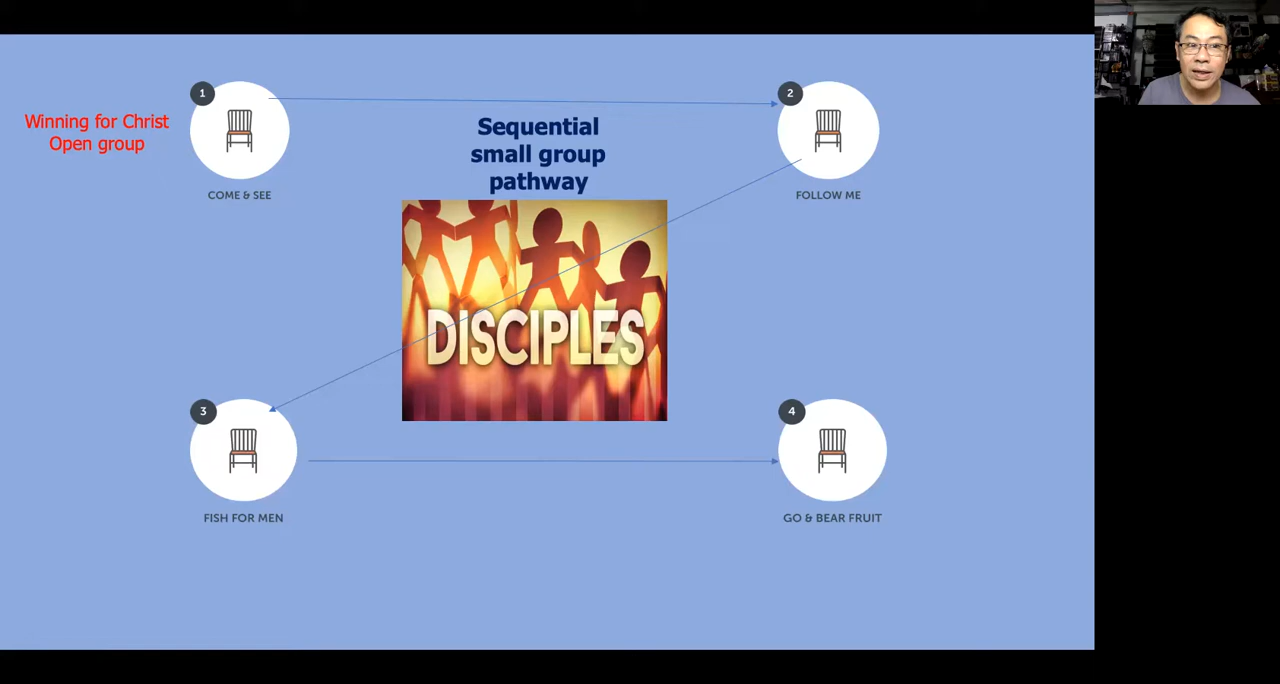 1
2
Winning for Christ
Open group
Sequential
small group
pathway
COME & SEE
FOLLOW ME
DISCIPLES
3
4
FISH FOR MEN
GO & BEAR FRUIT